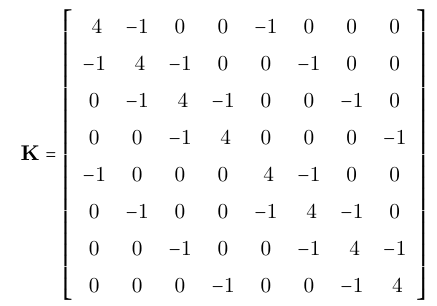 4 −1 0 0 −1 0 0 0
−1 4 −1 0 0 −1 0 0
0 −1 4 −1 0 0 −1 0
0 0 −1 4 0 0 0 −1
K =
−1 0 0 0 4 −1 0 0
0 −1 0 0 −1 4 −1 0
0 0 −1 0 0 −1 4 −1
0 0 0 −1 0 0 −1 4